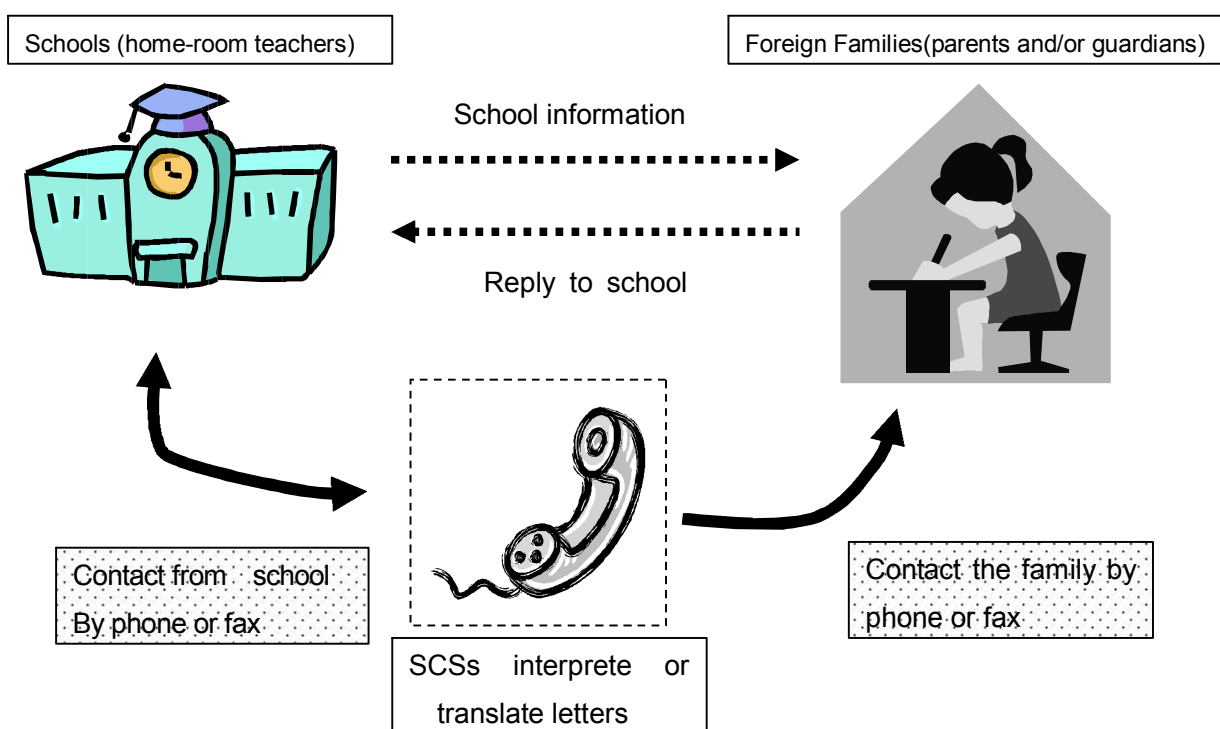 Schools (home-room teachers)
Foreign Families(parents and/or guardians)
School information
Reply to school
Contact from school
By phone or fax
Contact the family by
phone or fax
SCSs interprete or
translate letters